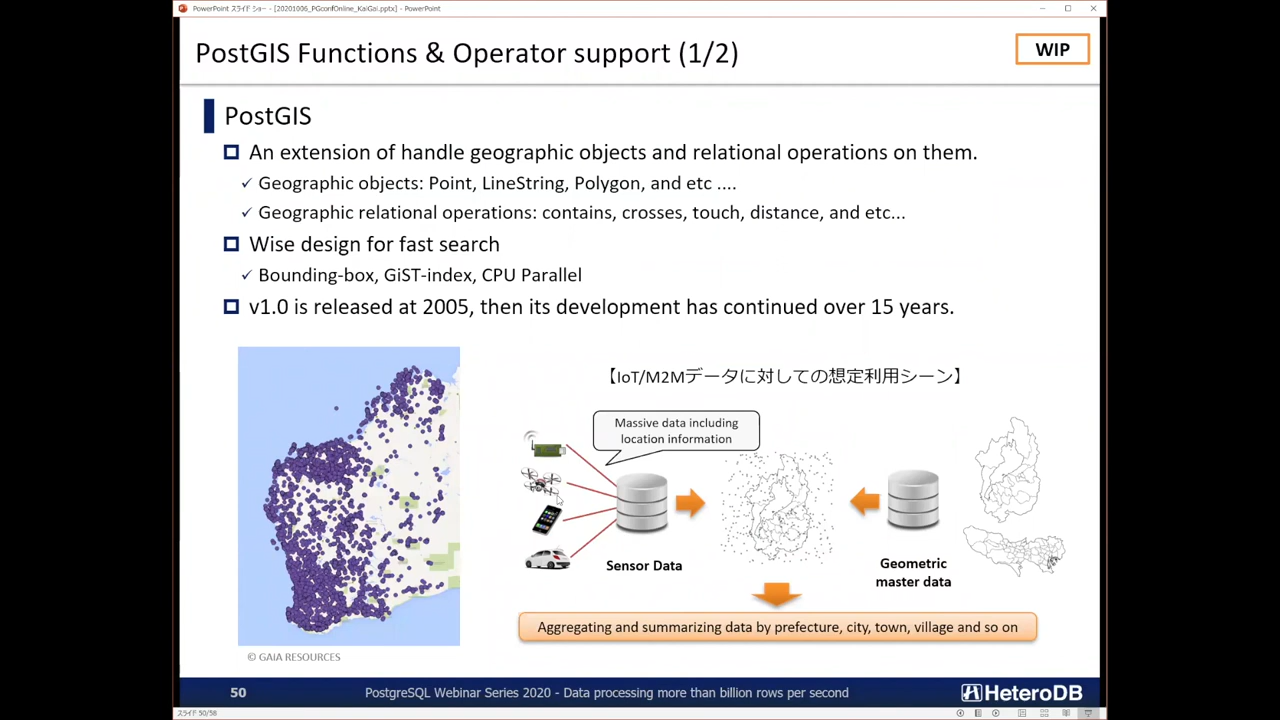 PowerPoint スライド ショー - [20201006_PGconfOnline_KaiGai.pptx] - PowerPoint
PostGIS Functions & Operator support (1/2)
WIP
PostGIS
An extension of handle geographic objects and relational operations on them.
✓ Geographic objects: Point, LineString, Polygon, and etc ....
✓ Geographic relational operations: contains, crosses, touch, distance, and etc...
Wise design for fast search
✓ Bounding-box, GiST-index, CPU Parallel
v1.0 is released at 2005, then its development has continued over 15 years.
【IoT/M2Mデータに対しての想定利用シーン】
Massive data including
location information
Sensor Data
Geometric
master data
Aggregating and summarizing data by prefecture, city, town, village and so on
© GAIA RESOURCES
50
PostgreSQL Webinar Series 2020 - Data processing more than billion rows per second
HeteroDB
スライド 50/58